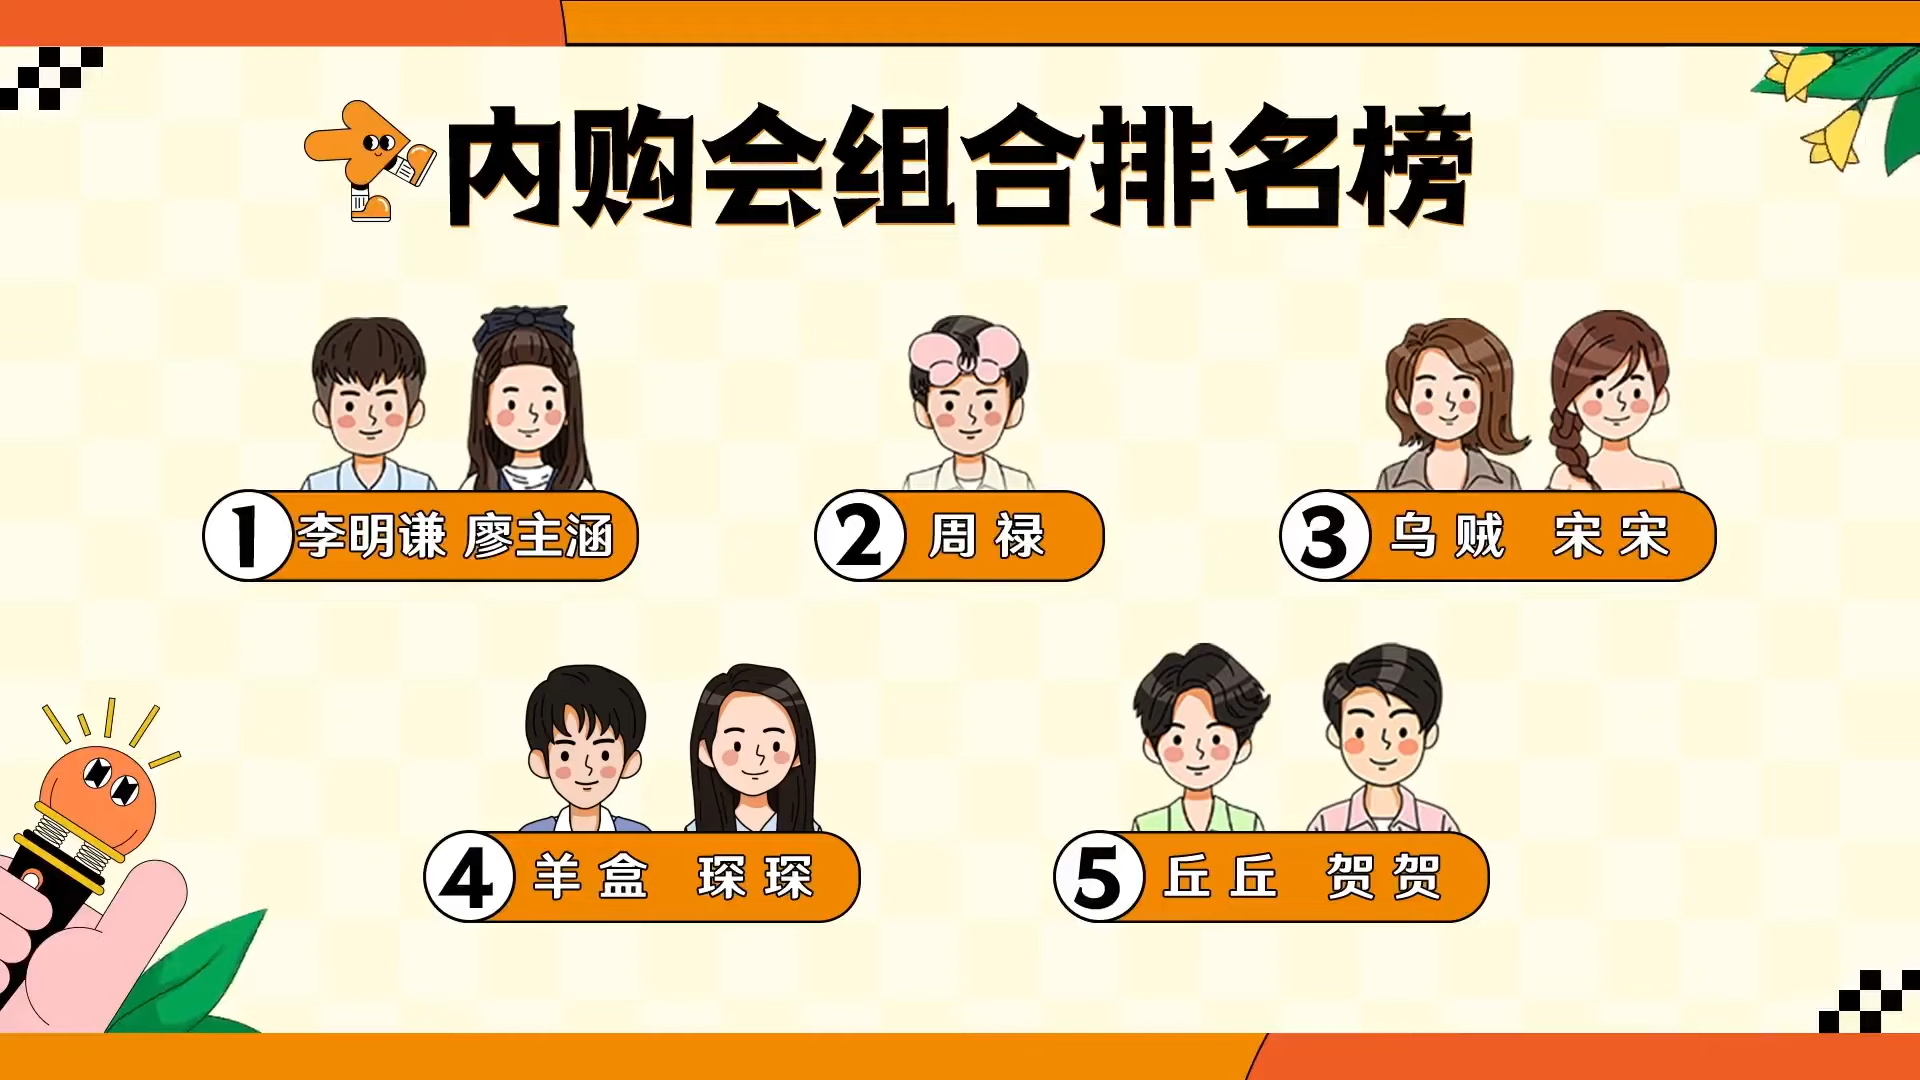 内购会组合排名榜
1 李明谦 廖主涵
2 周禄
3 乌贼 宋宋
4 羊盒 琛琛
5 丘丘 贺贺